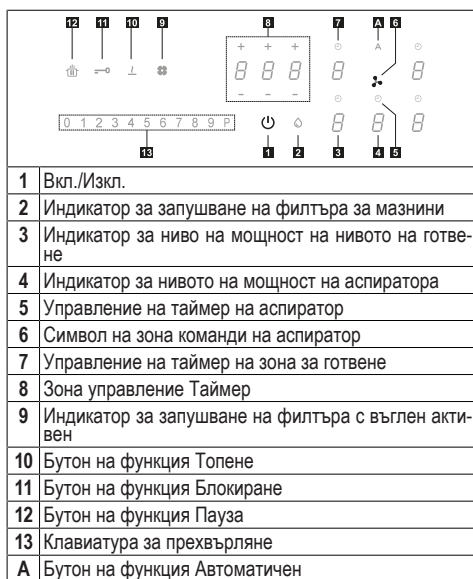 12 11 10 9 8 7 A 6
+ + + A
8 8 8 8 8
- - -
0 1 2 3 4 5 6 7 8 9 P 8 8 8
13 1 2 3 4 5
1 Вкл./Изкл.
2 Индикатор за запушване на филтъра за мазнини
3 Индикатор за ниво на мощност на нивото на готве-
не
4 Индикатор за нивото на мощност на аспиратора
5 Управление на таймер на аспиратор
6 Символ на зона команди на аспиратор
7 Управление на таймер на зона за готвене
8 Зона управление Таймер
9 Индикатор за запушване на филтъра с въглен акти-
вен
10 Бутон на функция Топене
11 Бутон на функция Блокиране
12 Бутон на функция Пауза
13 Клавиатура за прехвърляне
A Бутон на функция Автоматичен